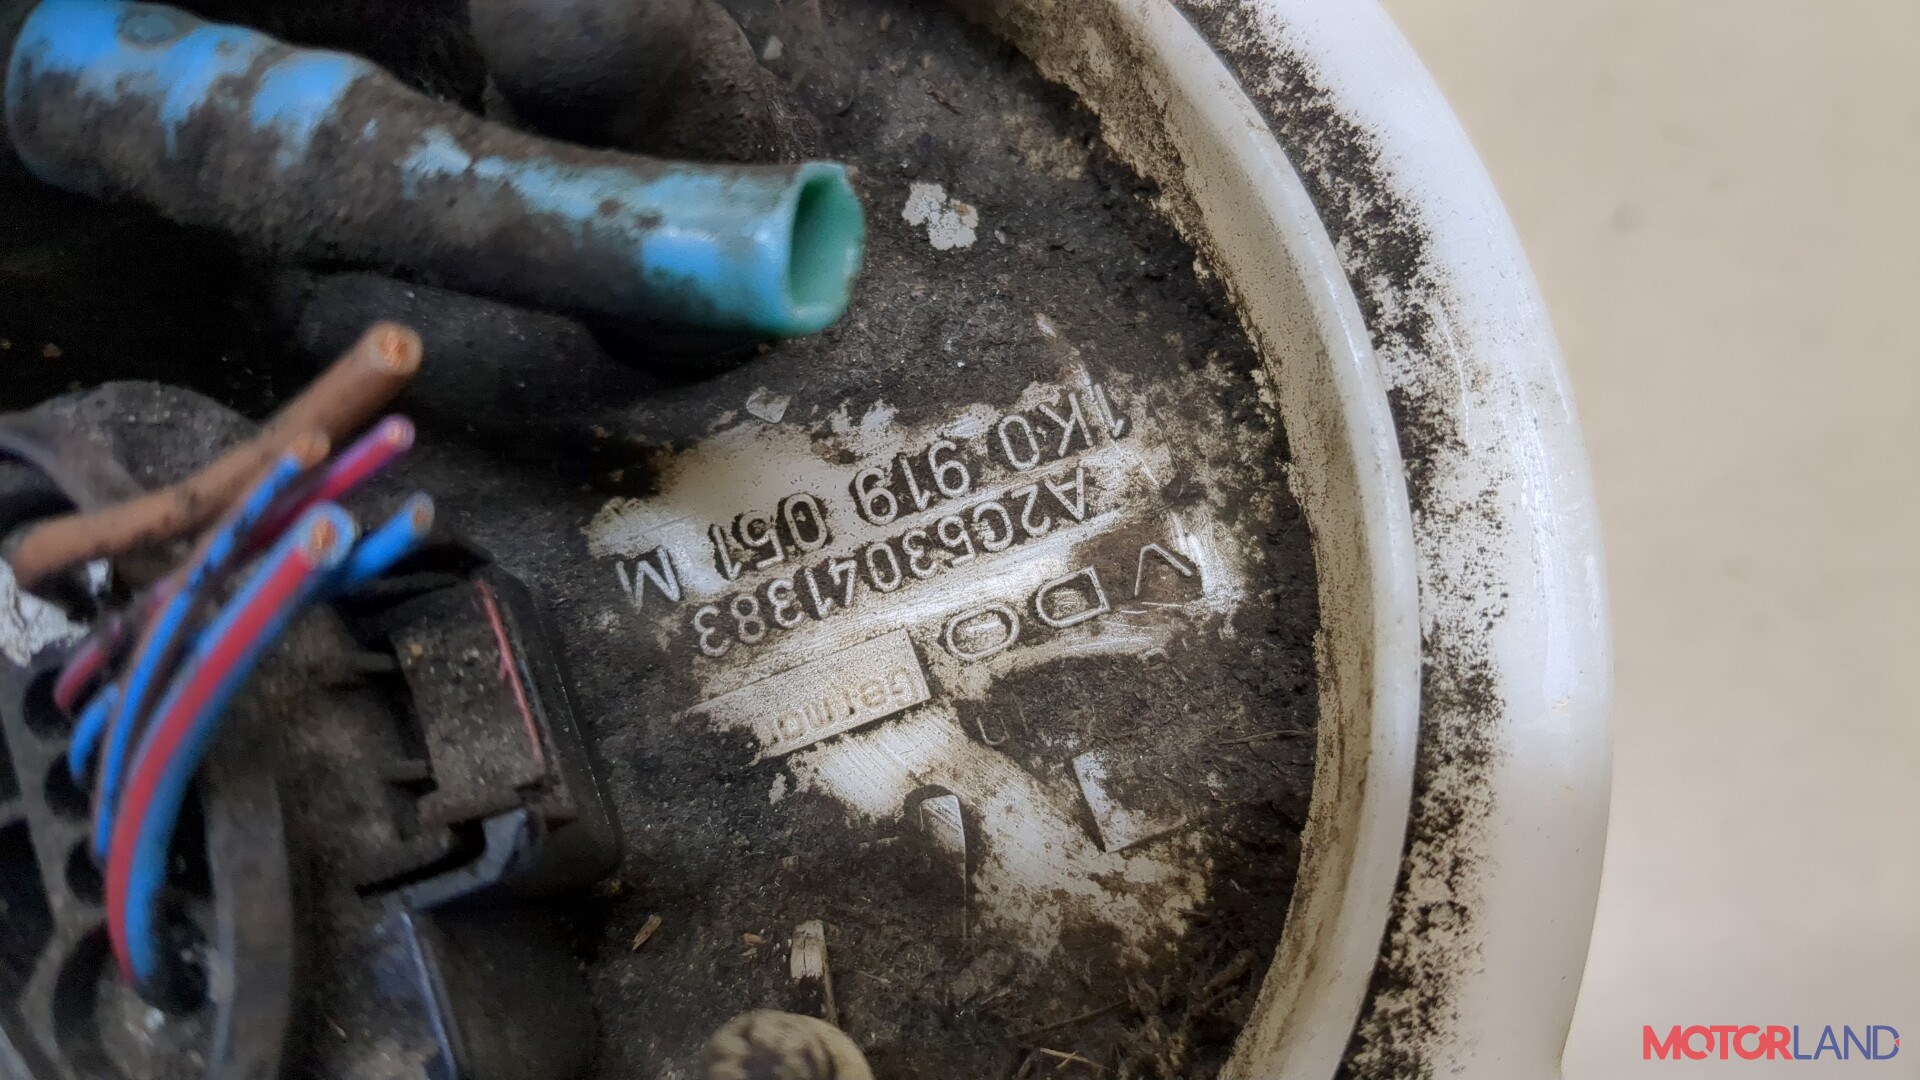 1K0 919 051 M
A2C53041383
VDO
MOTORLAND